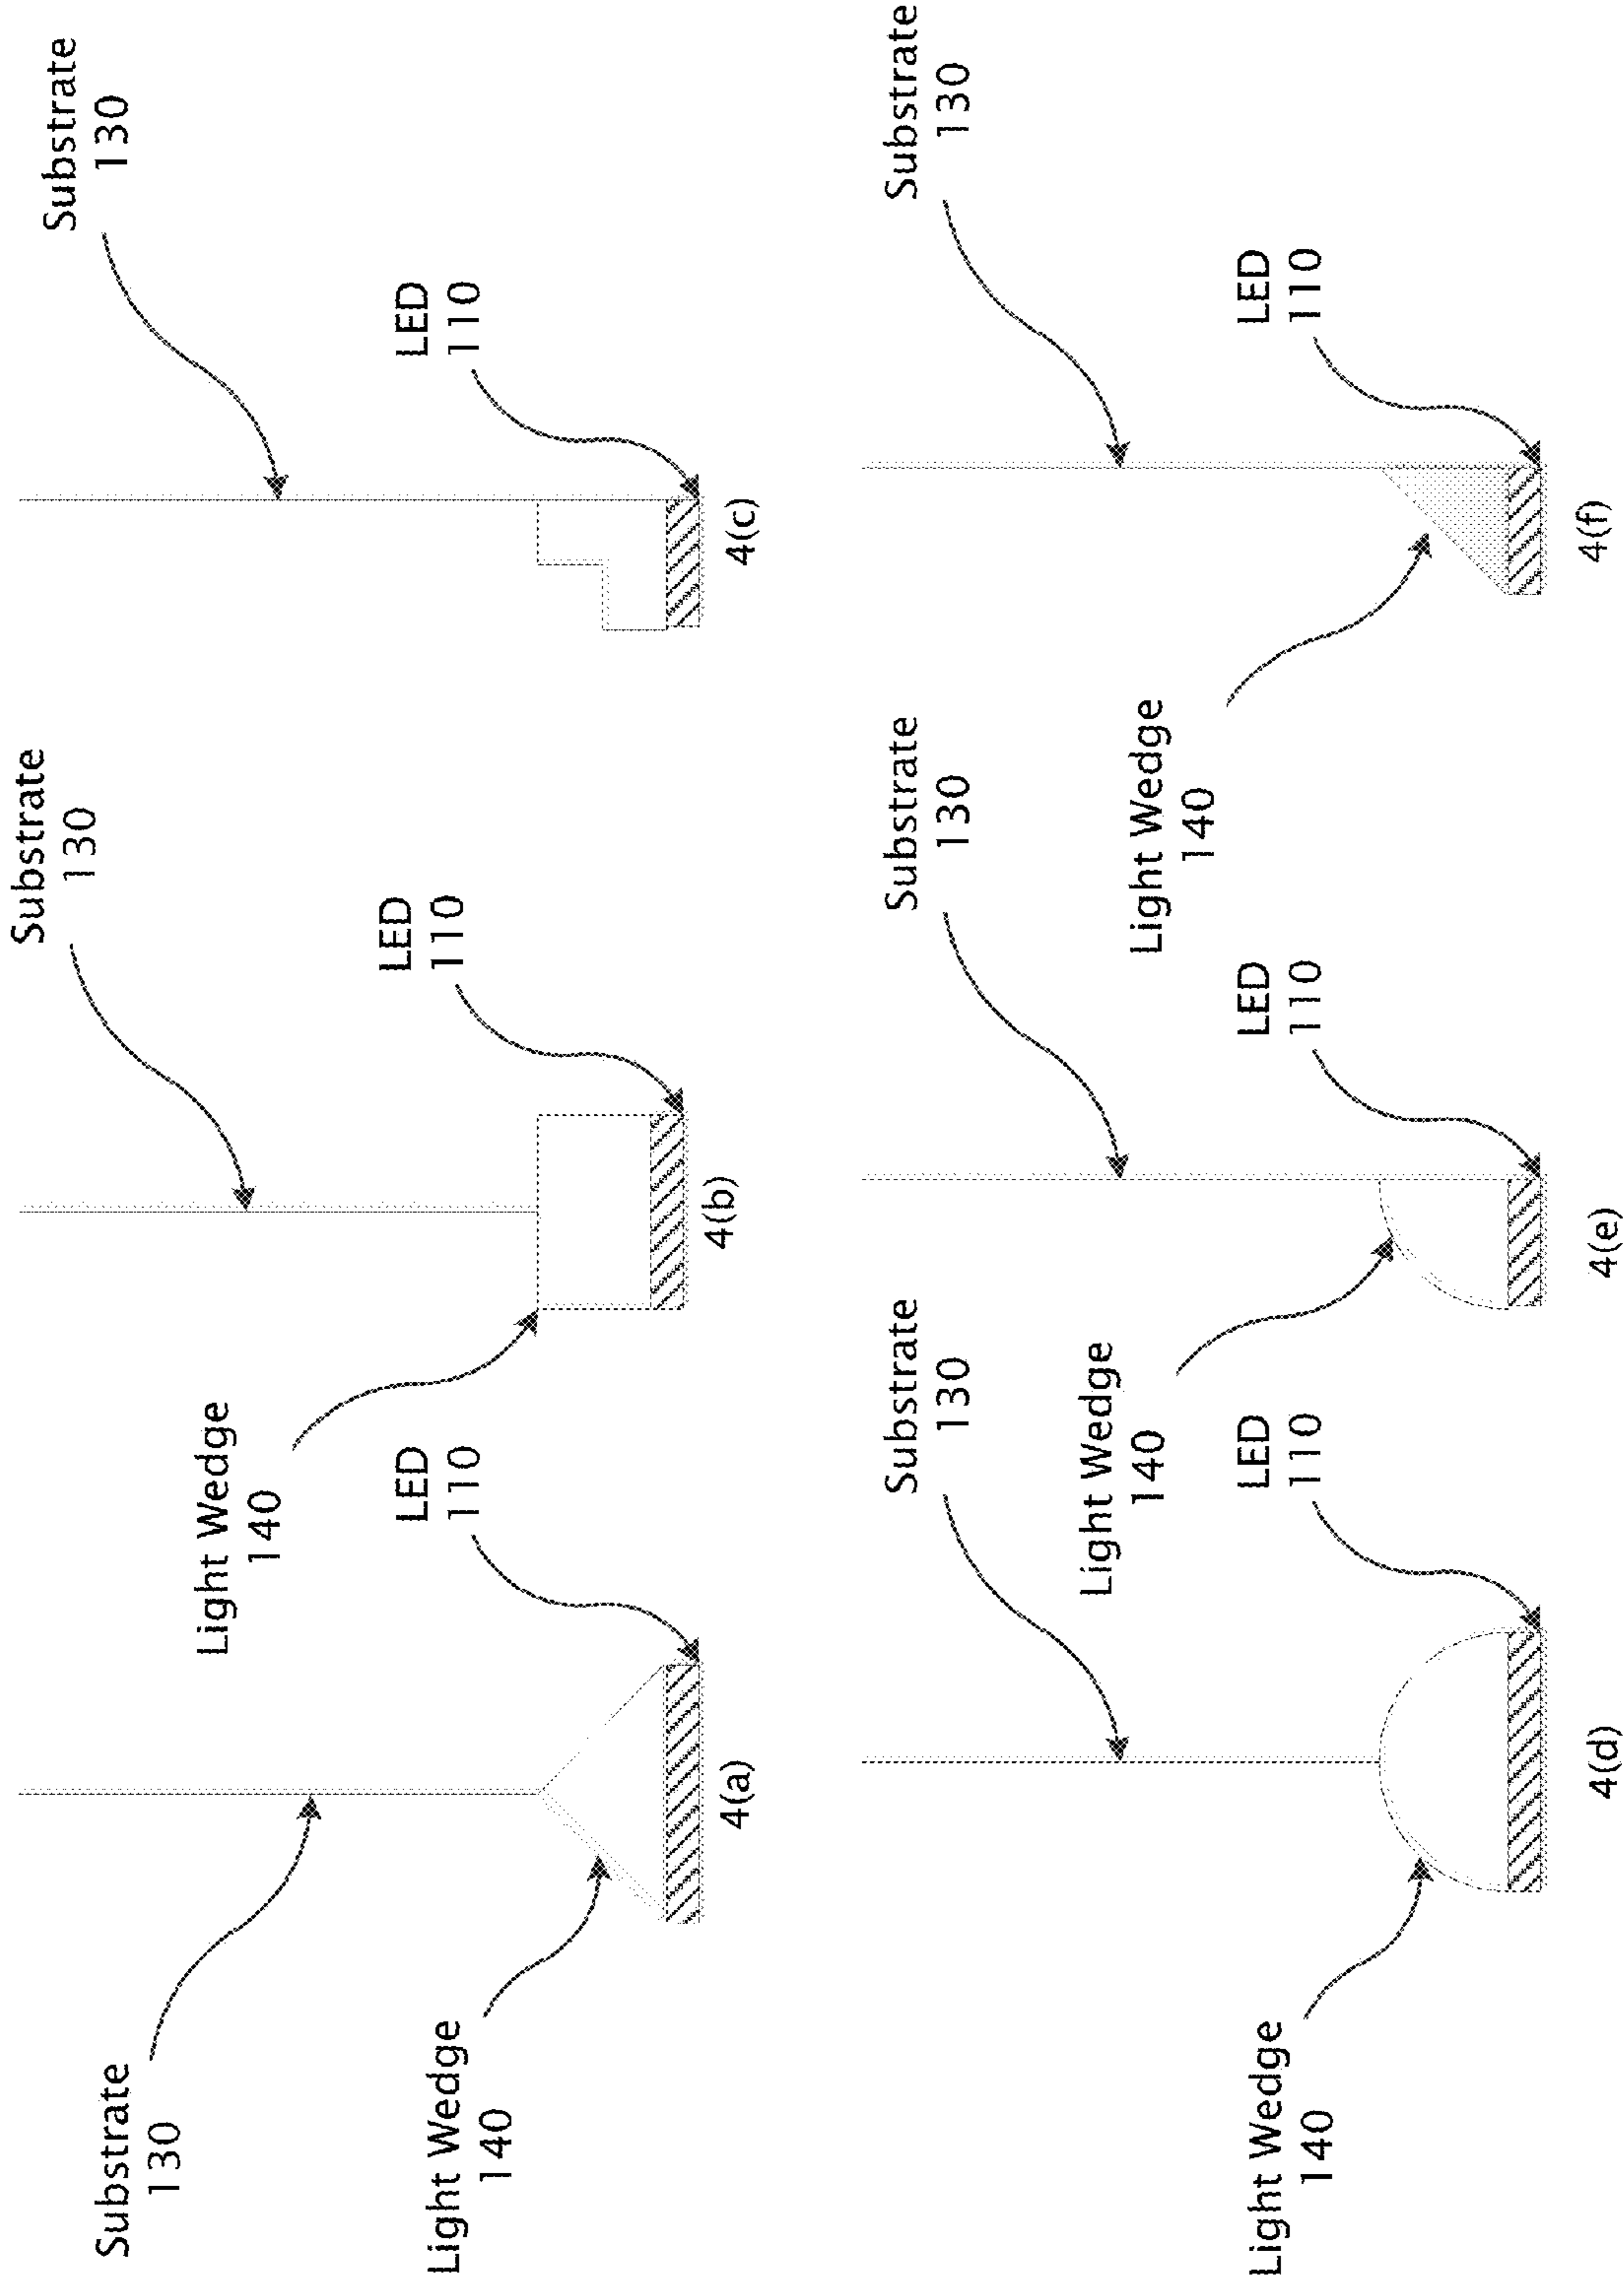 Substrate
130
Light Wedge
140
LED
110
4(a)
Substrate
130
Light Wedge
140
LED
110
4(b)
Substrate
130
LED
110
4(c)
Substrate
130
Light Wedge
140
LED
110
4(d)
Substrate
130
Light Wedge
140
LED
110
4(e)
Substrate
130
Light Wedge
140
LED
110
4(f)